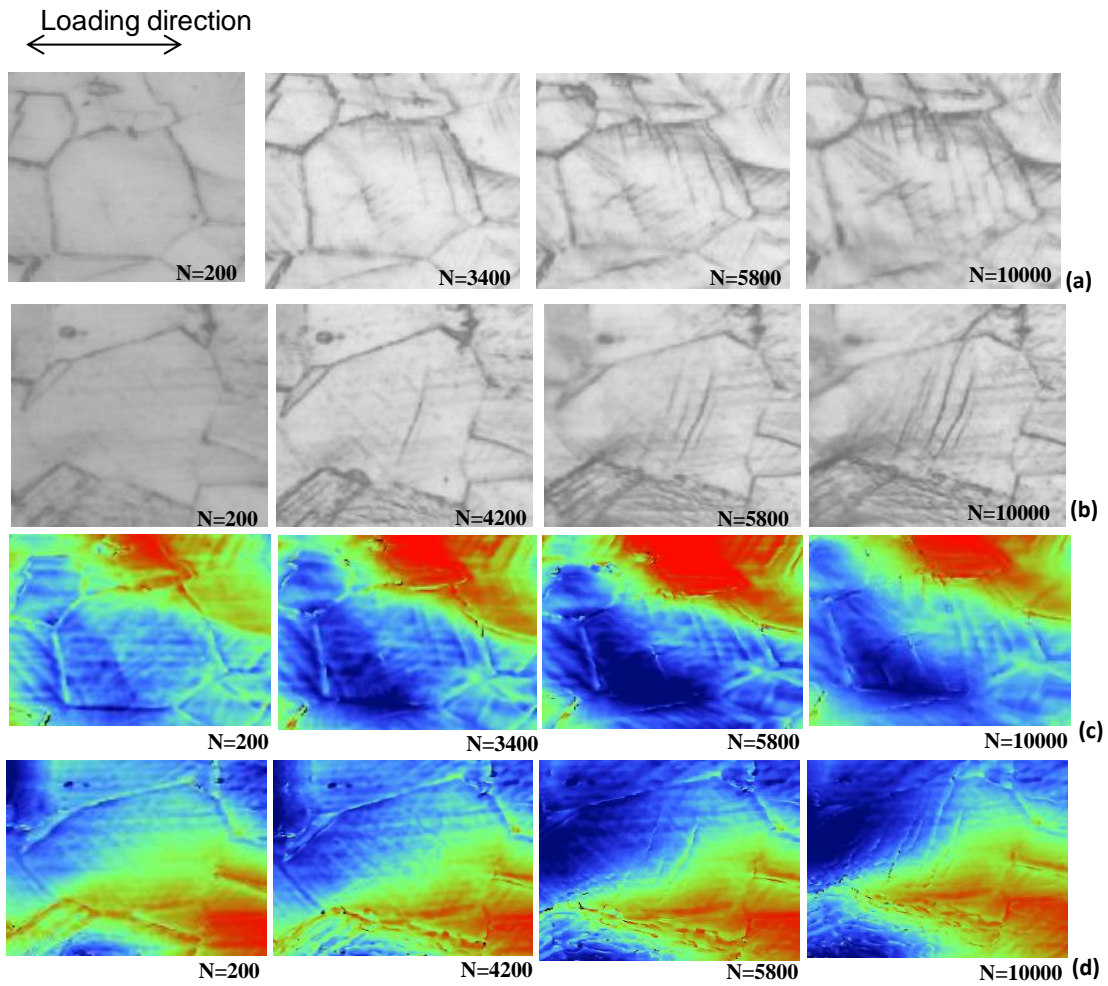 Loading direction
N=200 N=3400 N=5800 N=10000 (a)
N=200 N=4200 N=5800 N=10000 (b)
N=200 N=3400 N=5800 N=10000 (c)
N=200 N=4200 N=5800 N=10000 (d)